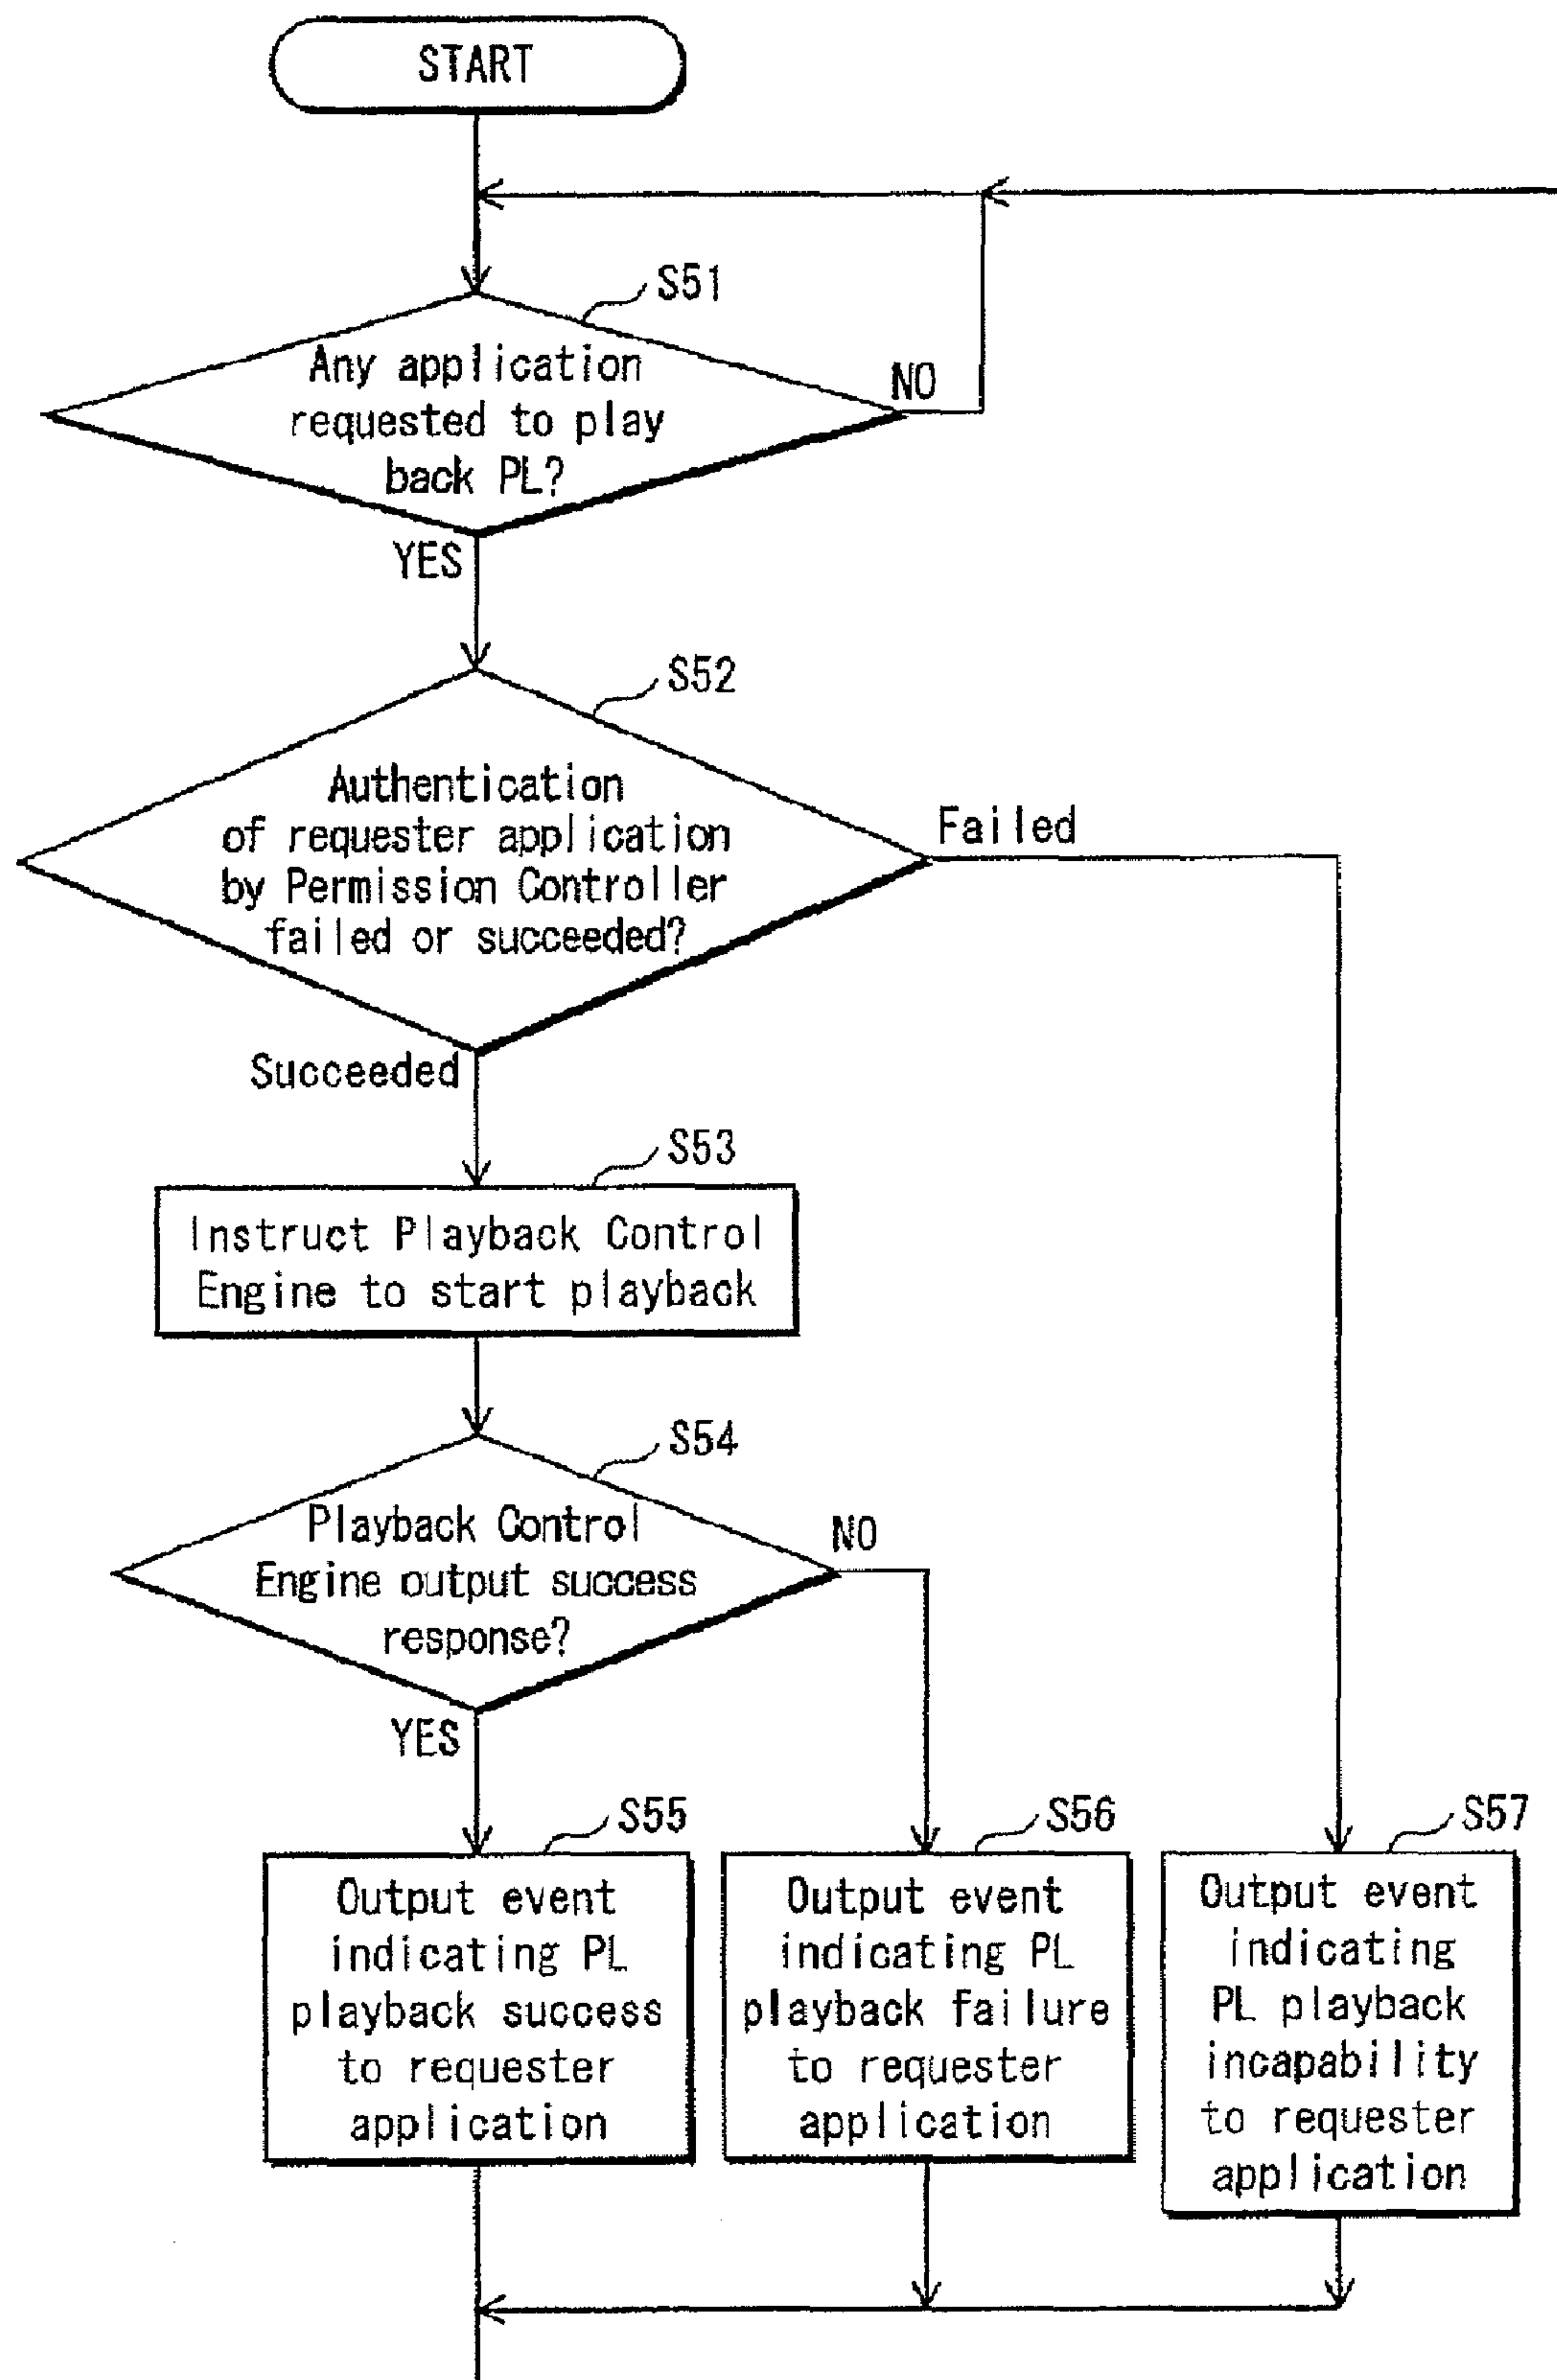 START
S51
Any application
requested to play
back PL?
NO
YES
S52
Authentication
of requester application
by Permission Controller
failed or succeeded?
Failed
Succeeded
S53
Instruct Playback Control
Engine to start playback
S54
Playback Control
Engine output success
response?
NO
YES
S55
Output event
indicating PL
playback success
to requester
application
S56
Output event
indicating PL
playback failure
to requester
application
S57
Output event
indicating
PL playback
incapability
to requester
application